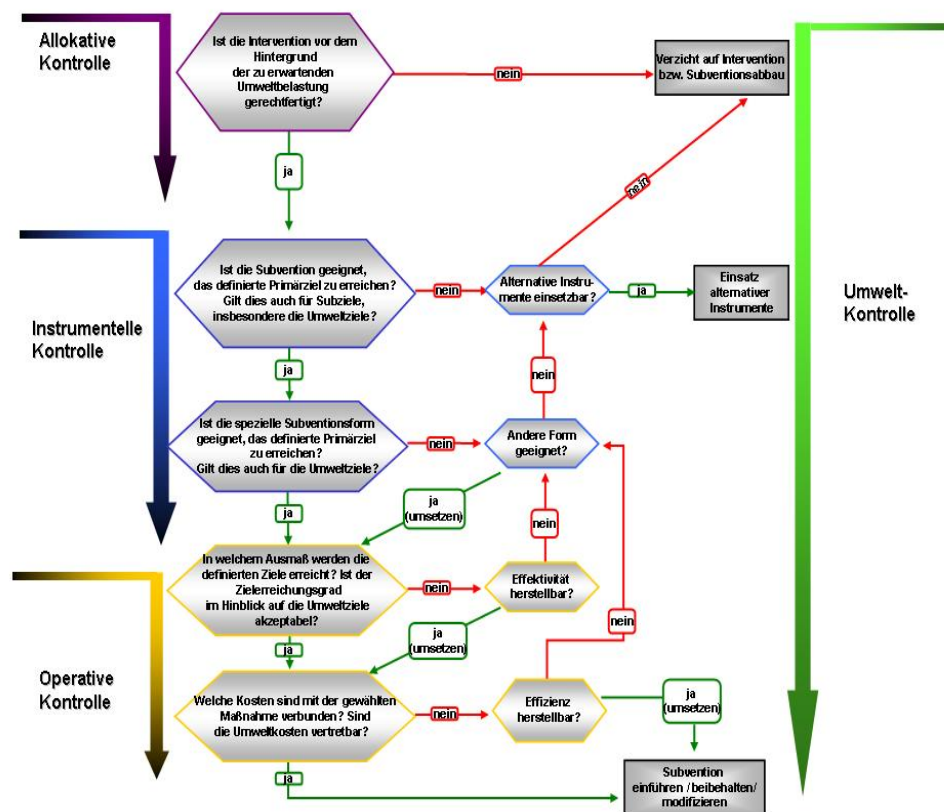 Allokative
Kontrolle
Ist die Intervention vor dem
Hintergrund
der zu erwartenden
Umweltbelastung
gerechtfertigt?
nein
Verzicht auf Intervention
bzw. Subventionsabbau
ja
nein
Instrumentelle
Kontrolle
Ist die Subvention geeignet,
das definierte Primärziel zu erreichen?
Gilt dies auch für Subziele,
insbesondere die Umweltziele?
nein
Alternative Instru-
mente einsetzbar?
ja
Einsatz
alternativer
Instrumente
Umwelt-
Kontrolle
ja
nein
Ist die spezielle Subventionsform
geeignet, das definierte Primärziel
zu erreichen?
Gilt dies auch für die Umweltziele?
nein
Andere Form
geeignet?
ja
ja
(umsetzen)
nein
In welchem Ausmaß werden die
definierten Ziele erreicht? Ist der
Zielerreichungsgrad
im Hinblick auf die Umweltziele
akzeptabel?
nein
Effektivität
herstellbar?
nein
ja
ja
(umsetzen)
Operative
Kontrolle
Welche Kosten sind mit der gewählten
Maßnahme verbunden? Sind
die Umweltkosten vertretbar?
nein
Effizienz
herstellbar?
ja
(umsetzen)
ja
Subvention
einführen / beibehalten/
modifizieren